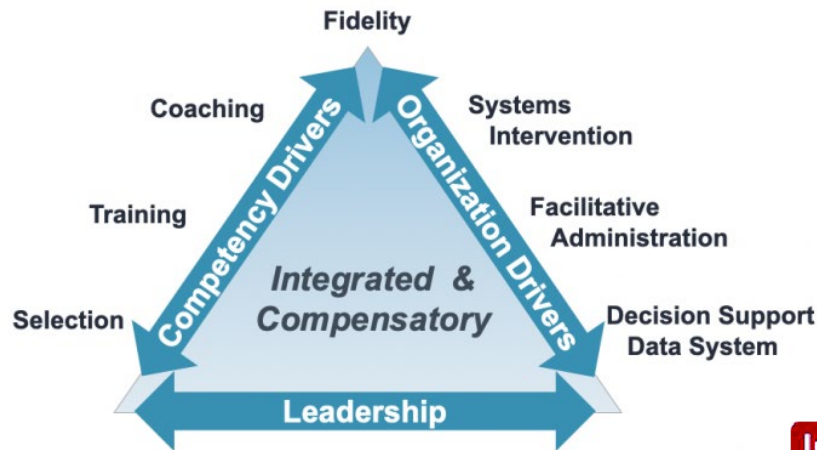 Fidelity
Coaching
Training
Selection
Competency Drivers
Organization Drivers
Systems
Intervention
Facilitative
Administration
Decision Support
Data System
Integrated &
Compensatory
Leadership